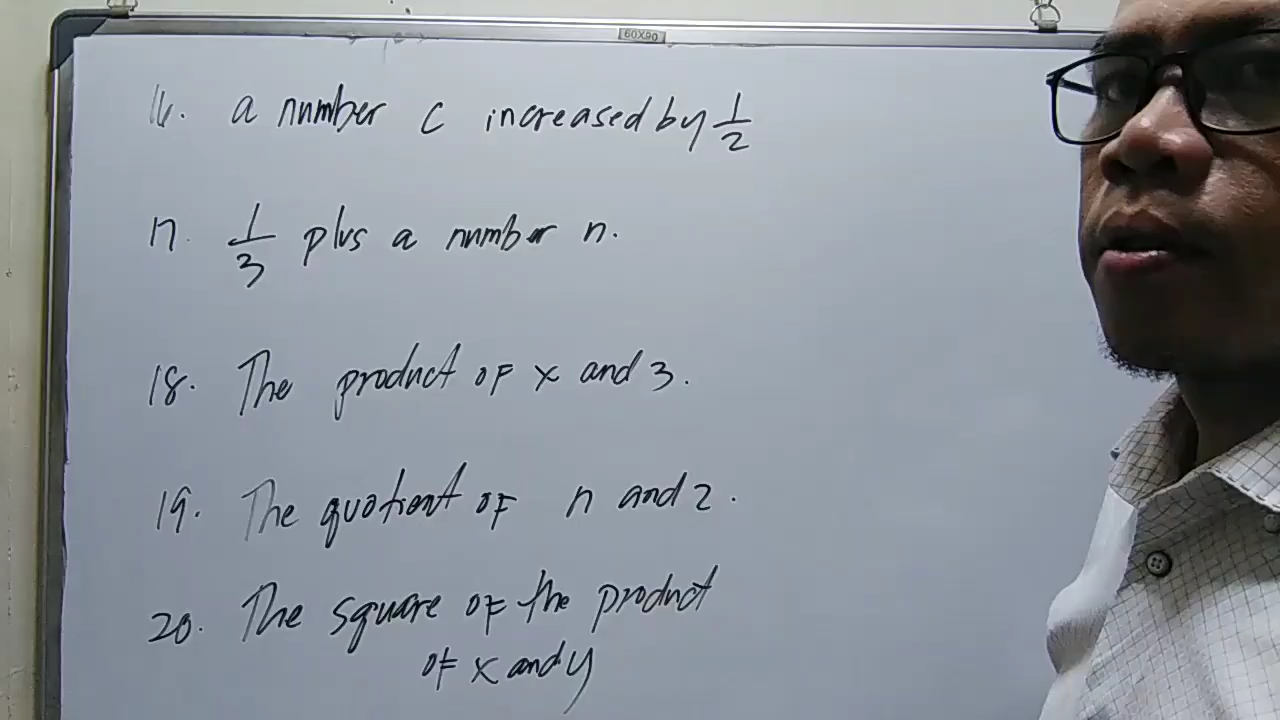 60X90
16. a number c increased by 1/2
17. 1/3 plus a number n.
18. The product of x and 3.
19. The quotient of n and 2.
20. The square of the product
of x and y